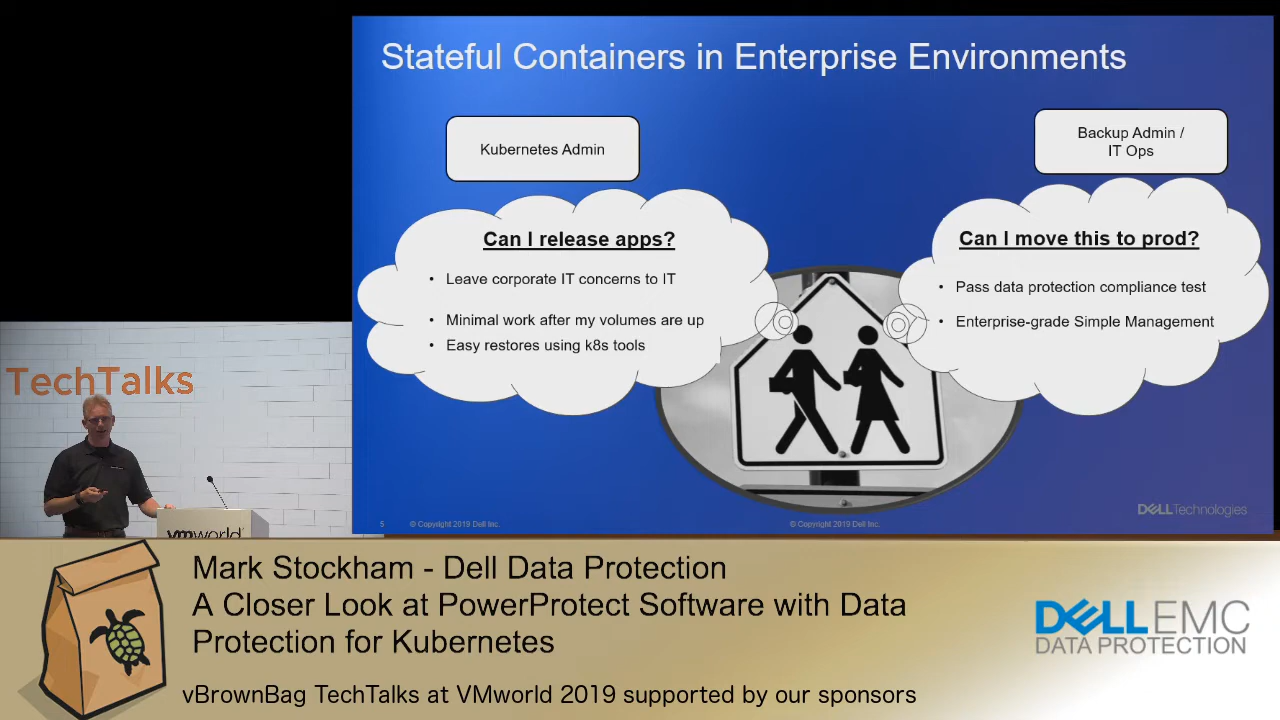 Stateful Containers in Enterprise Environments
Kubernetes Admin
Backup Admin /
IT Ops
Can I release apps?
• Leave corporate IT concerns to IT
• Minimal work after my volumes are up
• Easy restores using k8s tools
Can I move this to prod?
• Pass data protection compliance test
• Enterprise-grade Simple Management
DELLTechnologies
5
© Copyright 2019 Dell Inc.
© Copyright 2019 Dell Inc.
TechTalks
vmworld
Mark Stockham - Dell Data Protection
A Closer Look at PowerProtect Software with Data
Protection for Kubernetes
vBrownBag TechTalks at VMworld 2019 supported by our sponsors
DELL EMC
DATA PROTECTION